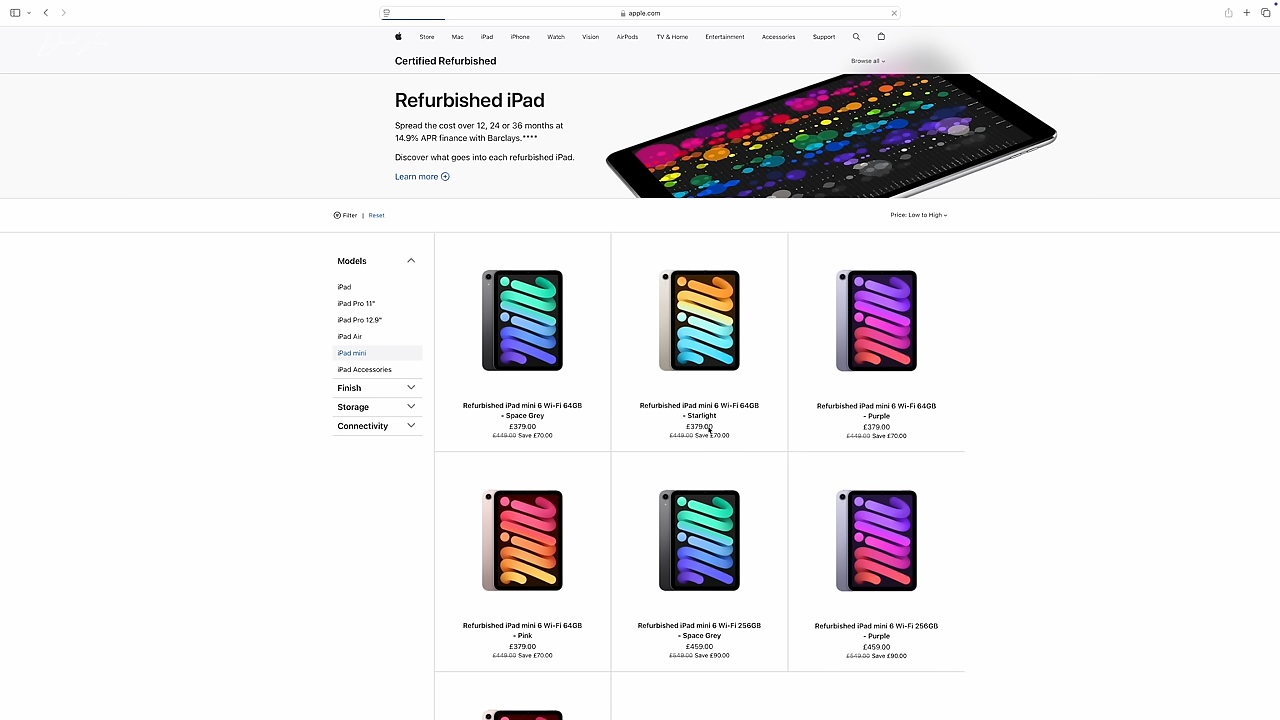 apple.com
Store Mac iPad iPhone Watch Vision AirPods TV & Home Entertainment Accessories Support
Certified Refurbished
Browse all
Refurbished iPad
Spread the cost over 12, 24 or 36 months at
14.9% APR finance with Barclays.****
Discover what goes into each refurbished iPad.
Learn more
Filter | Reset
Price: Low to High
Models
iPad
iPad Pro 11"
iPad Pro 12.9"
iPad Air
iPad mini
iPad Accessories
Finish
Storage
Connectivity
Refurbished iPad mini 6 Wi-Fi 64GB
- Space Grey
£379.00
£449.00 Save £70.00
Refurbished iPad mini 6 Wi-Fi 64GB
- Starlight
£379.00
£449.00 Save £70.00
Refurbished iPad mini 6 Wi-Fi 64GB
- Purple
£379.00
£449.00 Save £70.00
Refurbished iPad mini 6 Wi-Fi 64GB
- Pink
£379.00
£449.00 Save £70.00
Refurbished iPad mini 6 Wi-Fi 256GB
- Space Grey
£459.00
£549.00 Save £90.00
Refurbished iPad mini 6 Wi-Fi 256GB
- Purple
£459.00
£549.00 Save £90.00